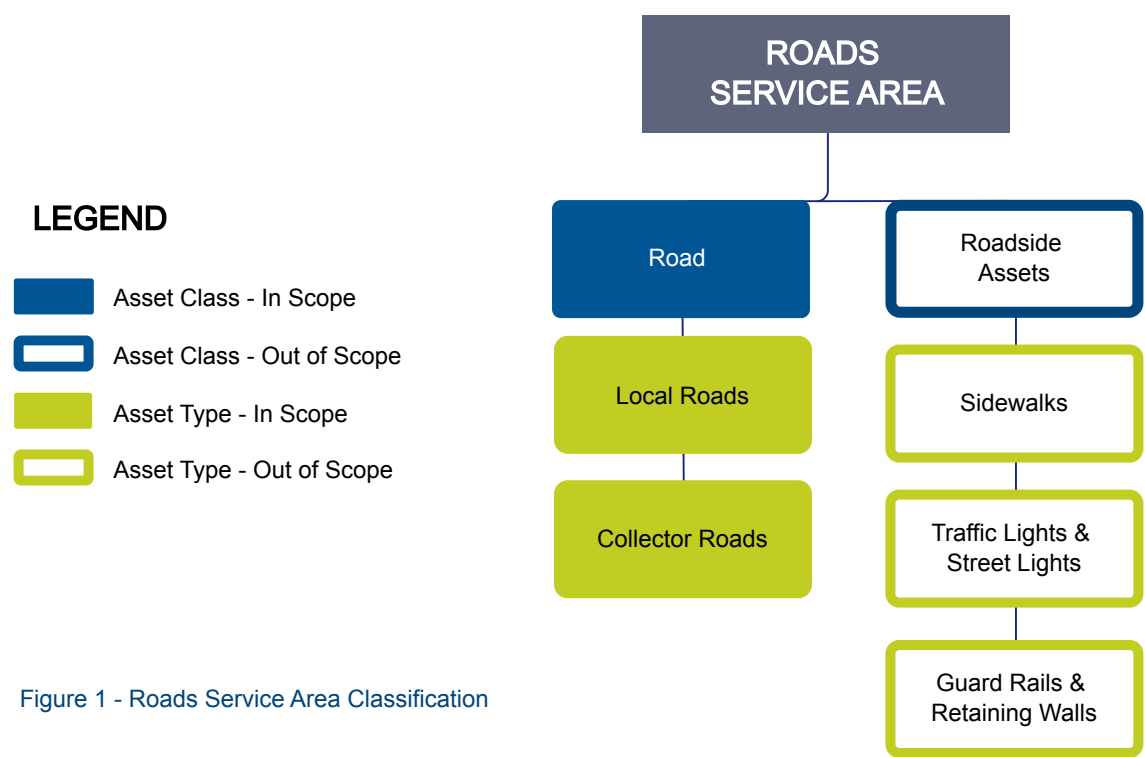 ROADS
SERVICE AREA
LEGEND
Asset Class - In Scope
Asset Class - Out of Scope
Asset Type - In Scope
Asset Type - Out of Scope
Road
Roadside
Assets
Local Roads
Sidewalks
Collector Roads
Traffic Lights &
Street Lights
Guard Rails &
Retaining Walls
Figure 1 - Roads Service Area Classification